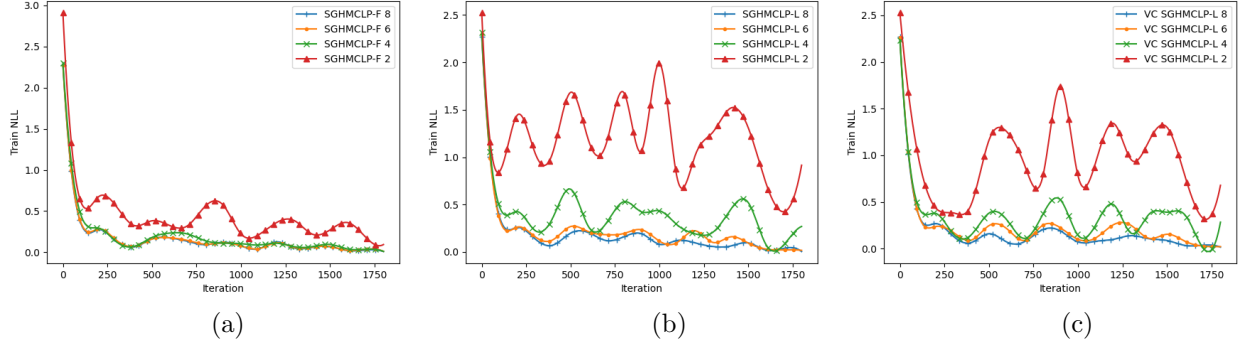 3.0
2.5
2.0
1.5
1.0
0.5
0.0
Train NLL
0
250
500
750
1000
1250
1500
1750
Iteration
SGHMCLP-F 8
SGHMCLP-F 6
SGHMCLP-F 4
SGHMCLP-F 2
(a)
2.5
2.0
1.5
1.0
0.5
0.0
Train NLL
0
250
500
750
1000
1250
1500
1750
Iteration
SGHMCLP-L 8
SGHMCLP-L 6
SGHMCLP-L 4
SGHMCLP-L 2
(b)
2.5
2.0
1.5
1.0
0.5
0.0
Train NLL
0
250
500
750
1000
1250
1500
1750
Iteration
VC SGHMCLP-L 8
VC SGHMCLP-L 6
VC SGHMCLP-L 4
VC SGHMCLP-L 2
(c)